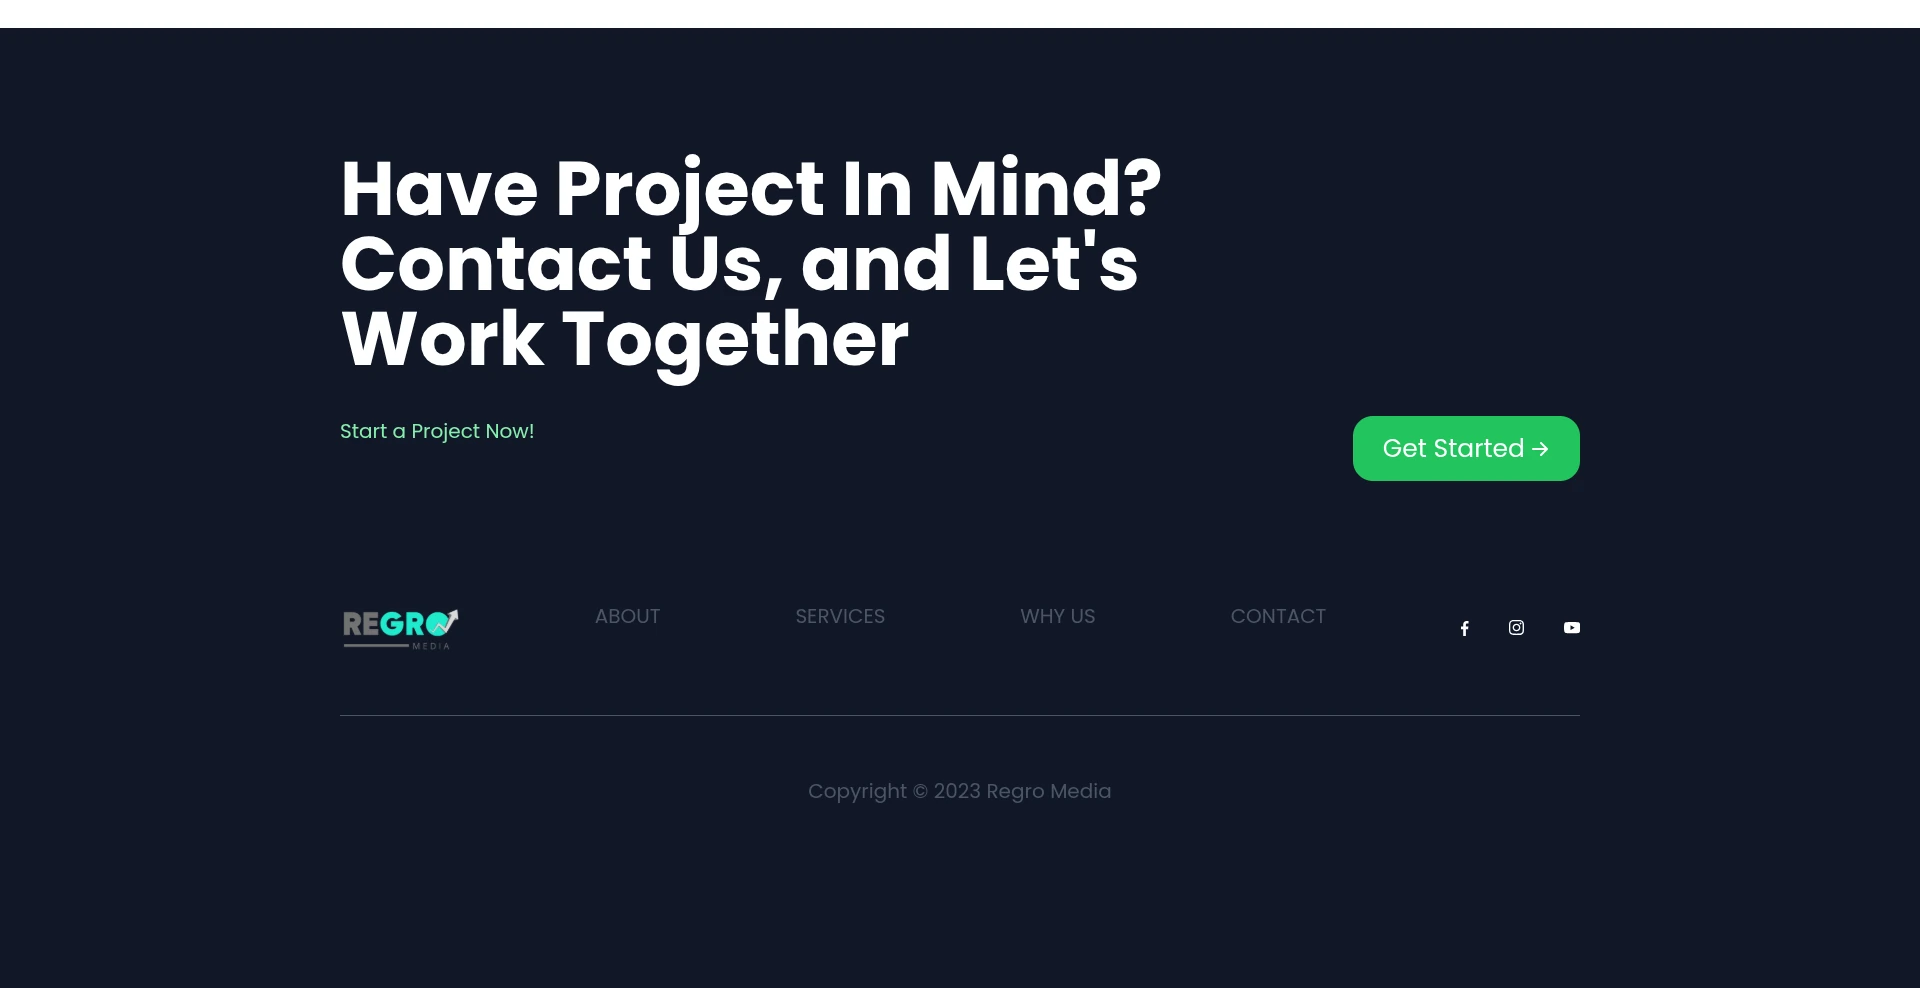 Have Project In Mind?
Contact Us, and Let's
Work Together
Start a Project Now!
Get Started →
REGRO
MEDIA
ABOUT
SERVICES
WHY US
CONTACT
Copyright © 2023 Regro Media